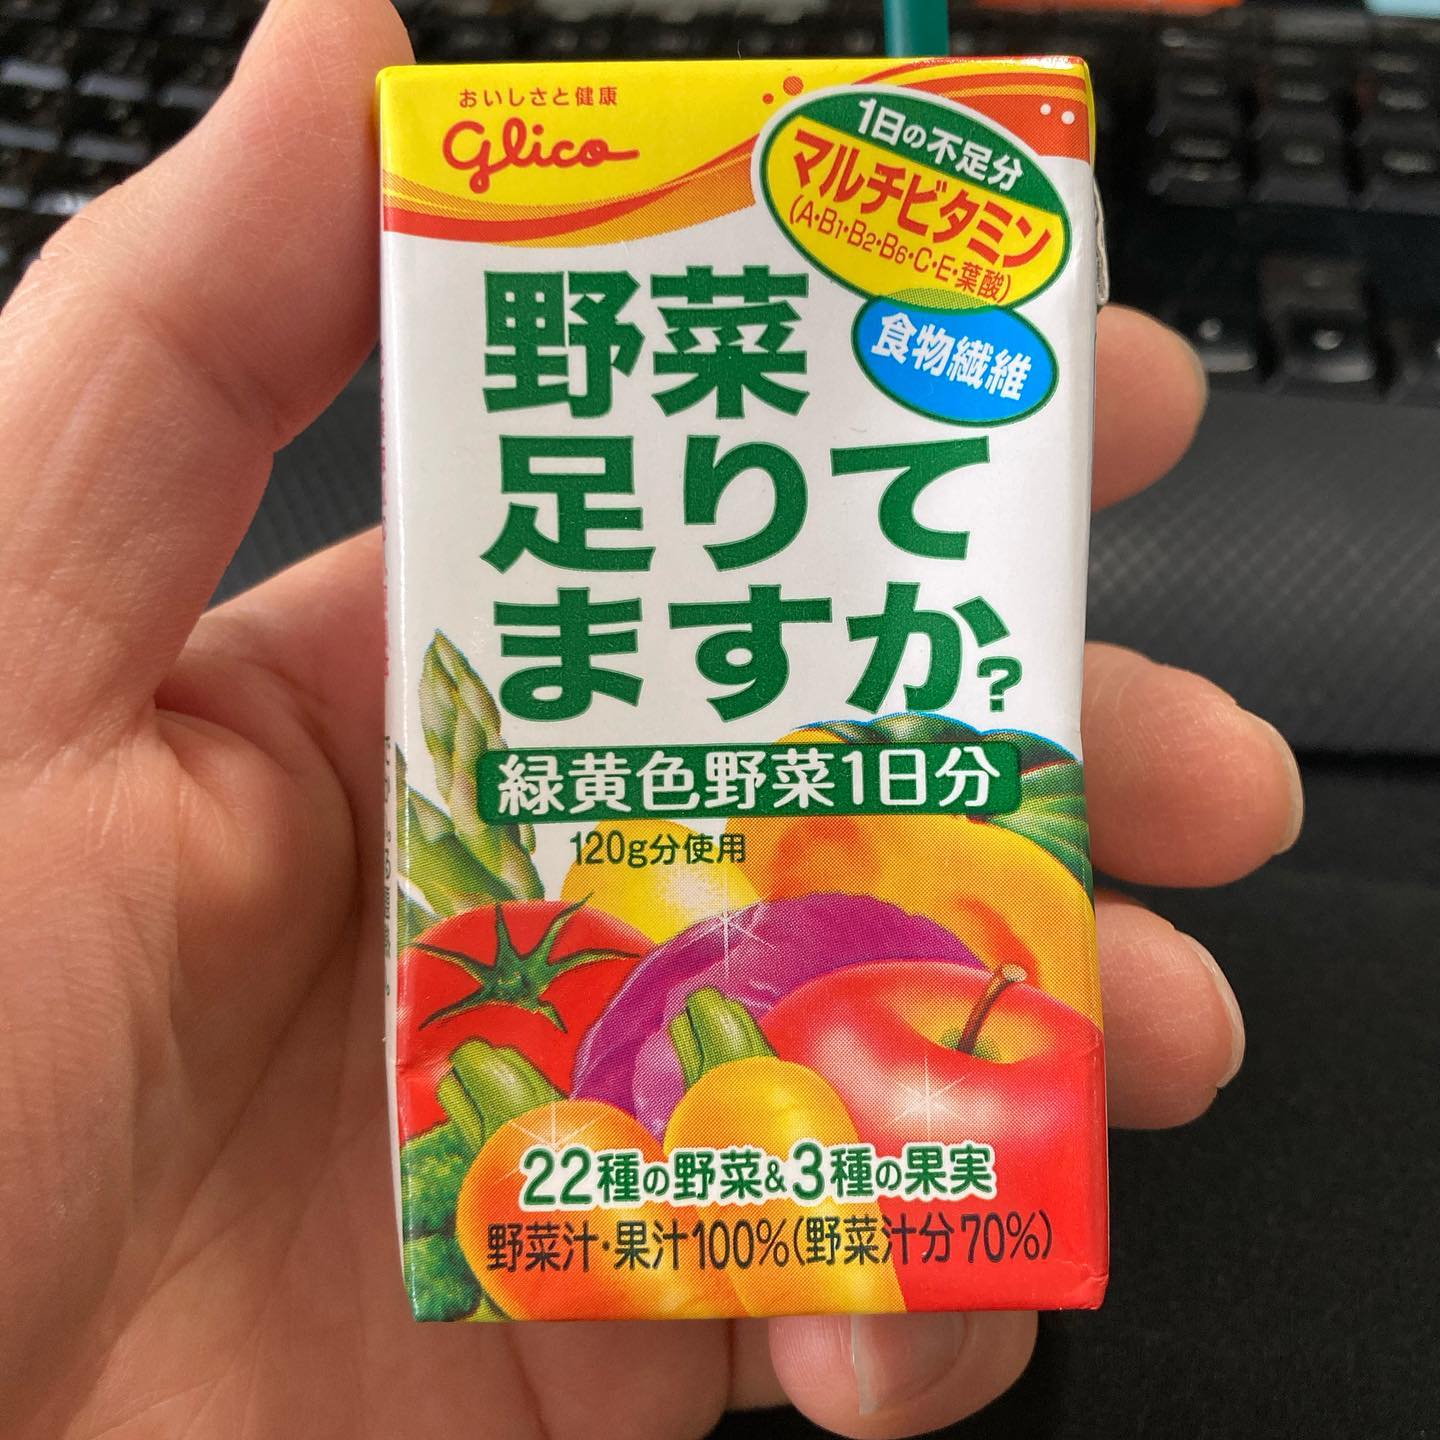 おいしさと健康
glico
1日の不足分
マルチビタミン
(A・B1・B2・B6・C・E・葉酸)
食物繊維
野菜
足りて
ますか?
緑黄色野菜1日分
120g分使用
22種の野菜&3種の果実
野菜汁・果汁100%(野菜汁分70%)